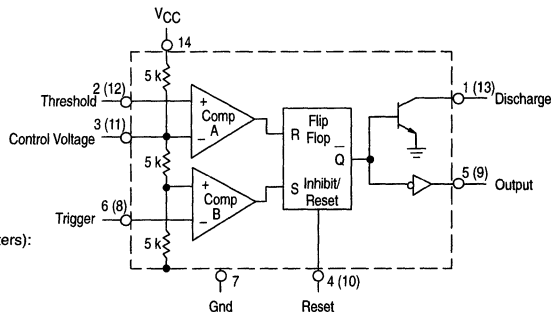 VCC
14
5 k
2 (12)
Threshold
+
Comp
A
–
1 (13)
Discharge
3 (11)
Control Voltage
5 k
R
Flip
Flop
Q
S
Inhibit/
Reset
+
Comp
B
–
5 (9)
Output
6 (8)
Trigger
5 k
ters):
7
4 (10)
Gnd
Reset